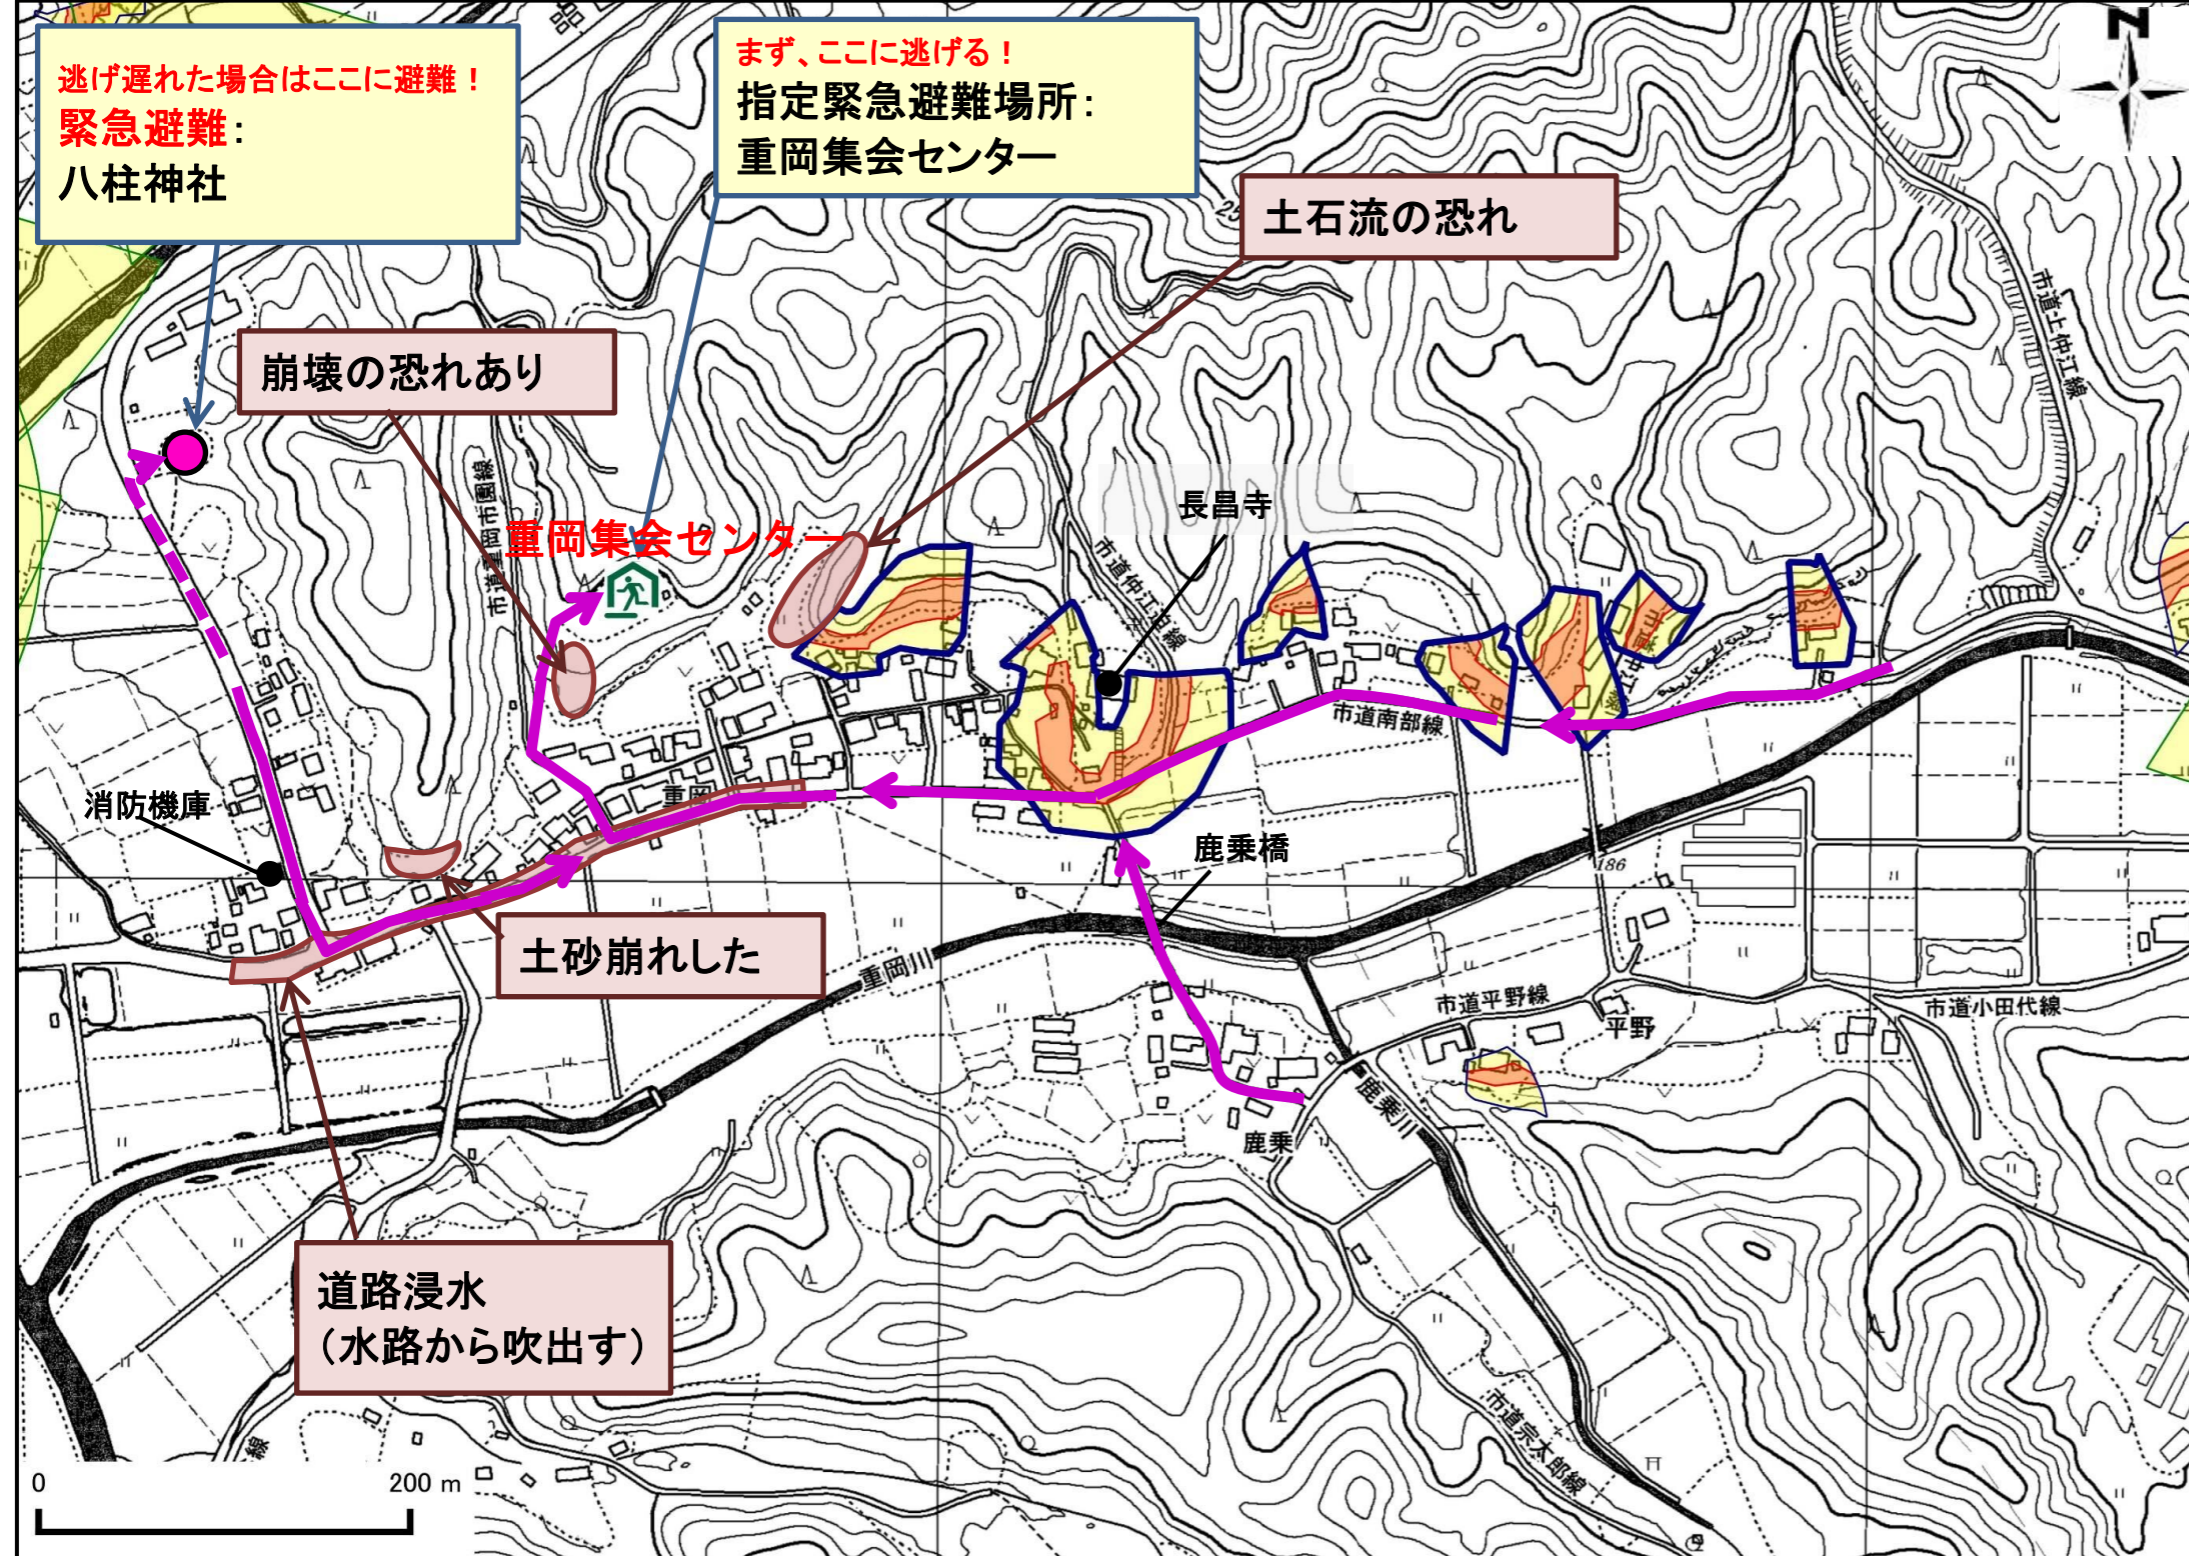 逃げ遅れた場合はここに避難！
緊急避難：
八柱神社
まず、ここに逃げる！
指定緊急避難場所：
重岡集会センター
N
土石流の恐れ
崩壊の恐れあり
市道上仲江線
市道重岡市園線
重岡集会センター
長昌寺
市道南部線
重岡
消防機庫
鹿乗橋
186
土砂崩れした
重岡川
市道平野線
平野
市道小田代線
鹿乗川
鹿乗
道路浸水
（水路から吹出す）
市道宗太郎線
線
0
200 m